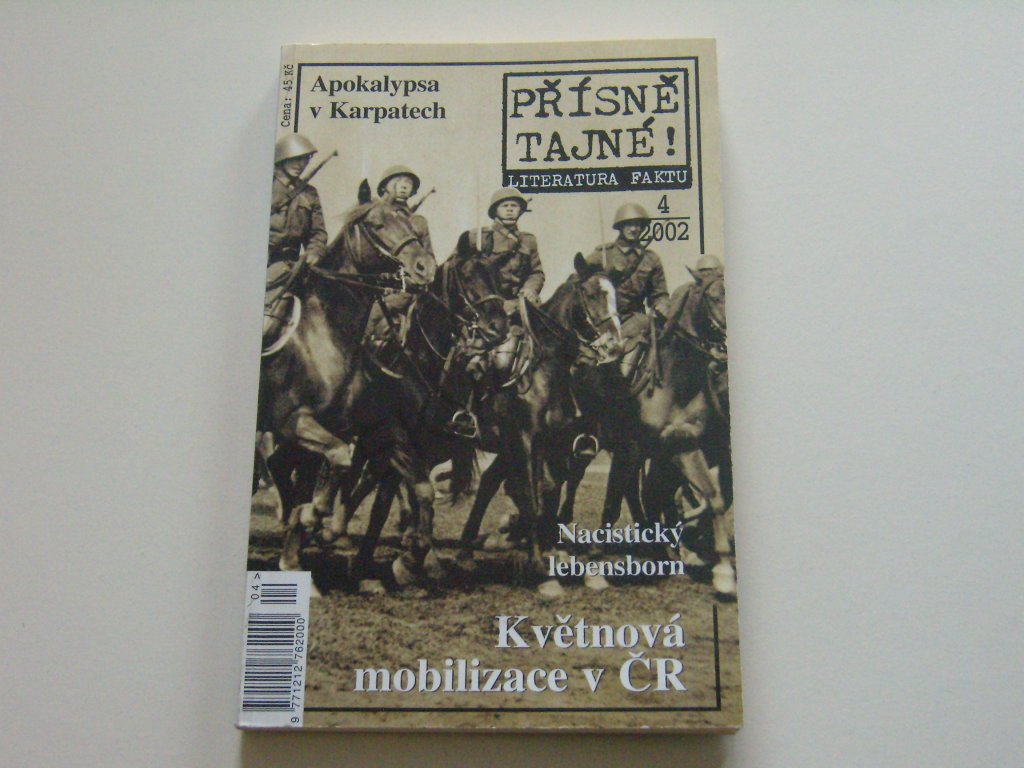 Cena: 45 Kč
Apokalypsa
v Karpatech
PŘÍSNĚ
TAJNÉ!
LITERATURA FAKTU
4
2002
Nacistický
lebensborn
Květnová
mobilizace v ČR
04 >
9 771212 762000